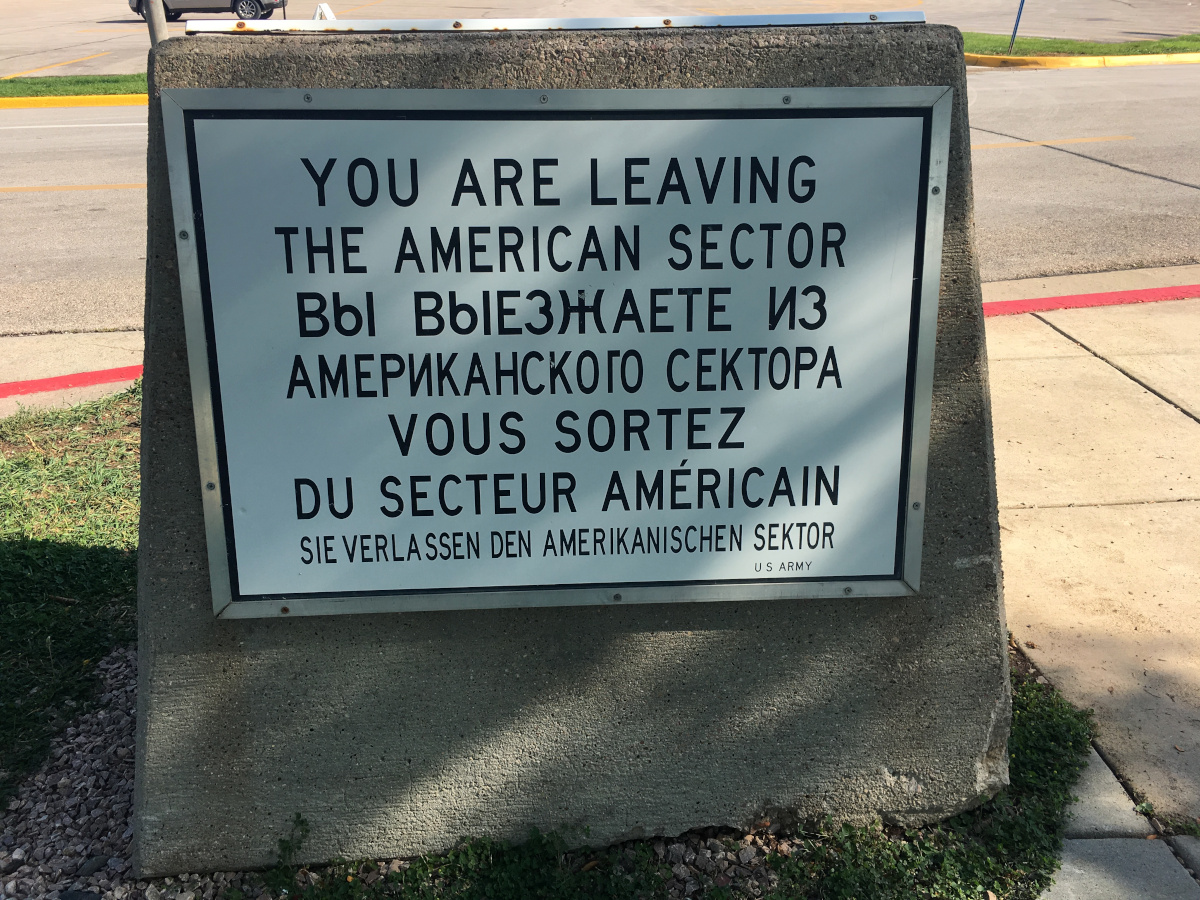 YOU ARE LEAVING
THE AMERICAN SECTOR
ВЫ ВЫЕЗЖАЕТЕ ИЗ
АМЕРИКАНСКОГО СЕКТОРА
VOUS SORTEZ
DU SECTEUR AMÉRICAIN
SIE VERLASSEN DEN AMERIKANISCHEN SEKTOR
US ARMY